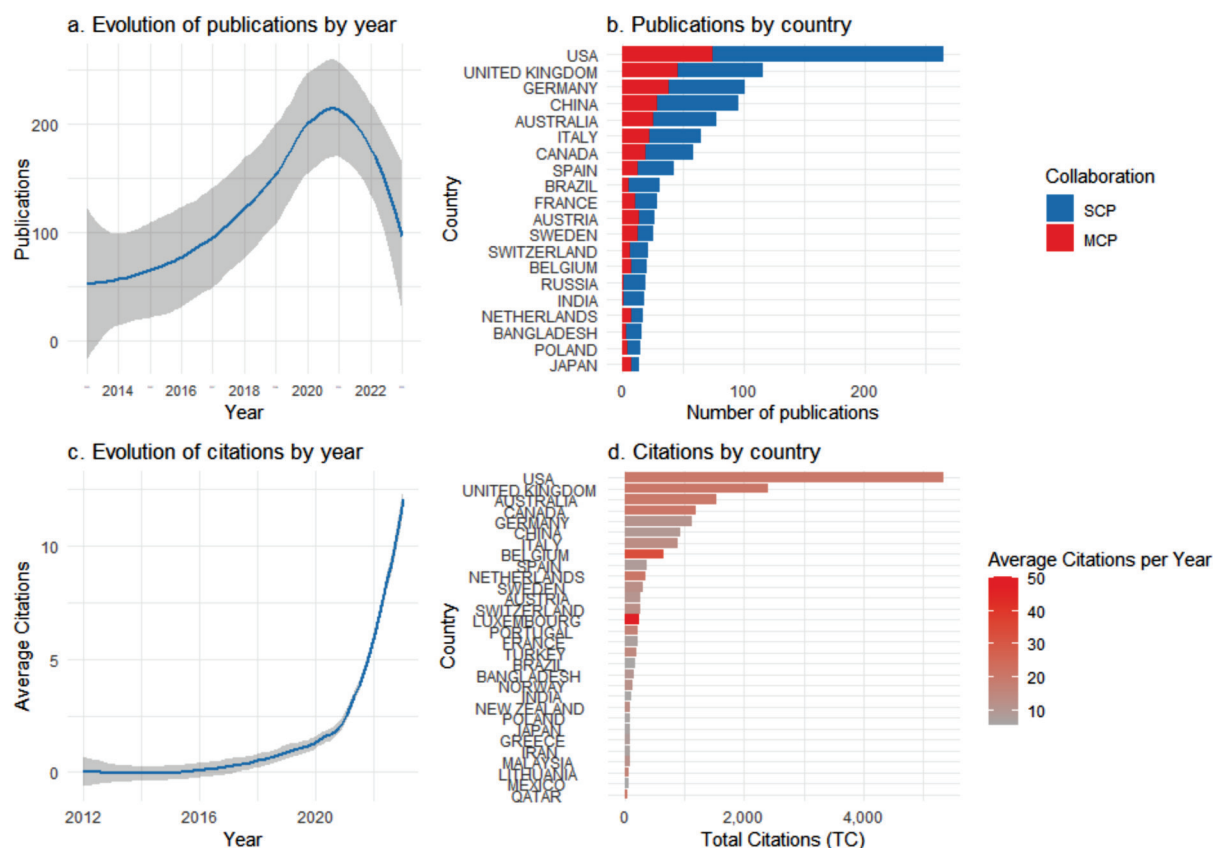 a. Evolution of publications by year
Publications
200
100
0
2014
2016
2018
2020
2022
Year
b. Publications by country
Country
USA
UNITED KINGDOM
GERMANY
CHINA
AUSTRALIA
ITALY
CANADA
SPAIN
BRAZIL
FRANCE
AUSTRIA
SWEDEN
SWITZERLAND
BELGIUM
RUSSIA
INDIA
NETHERLANDS
BANGLADESH
POLAND
JAPAN
0
100
200
Number of publications
Collaboration
SCP
MCP
c. Evolution of citations by year
Average Citations
10
5
0
2012
2016
2020
Year
d. Citations by country
Country
USA
UNITED KINGDOM
AUSTRALIA
CANADA
GERMANY
CHINA
ITALY
BELGIUM
SPAIN
NETHERLANDS
SWEDEN
AUSTRIA
SWITZERLAND
LUXEMBOURG
PORTUGAL
FRANCE
TURKEY
BRAZIL
BANGLADESH
NORWAY
INDIA
NEW ZEALAND
POLAND
JAPAN
GREECE
IRAN
MALAYSIA
LITHUANIA
MEXICO
QATAR
0
2,000
4,000
Total Citations (TC)
Average Citations per Year
50
40
30
20
10